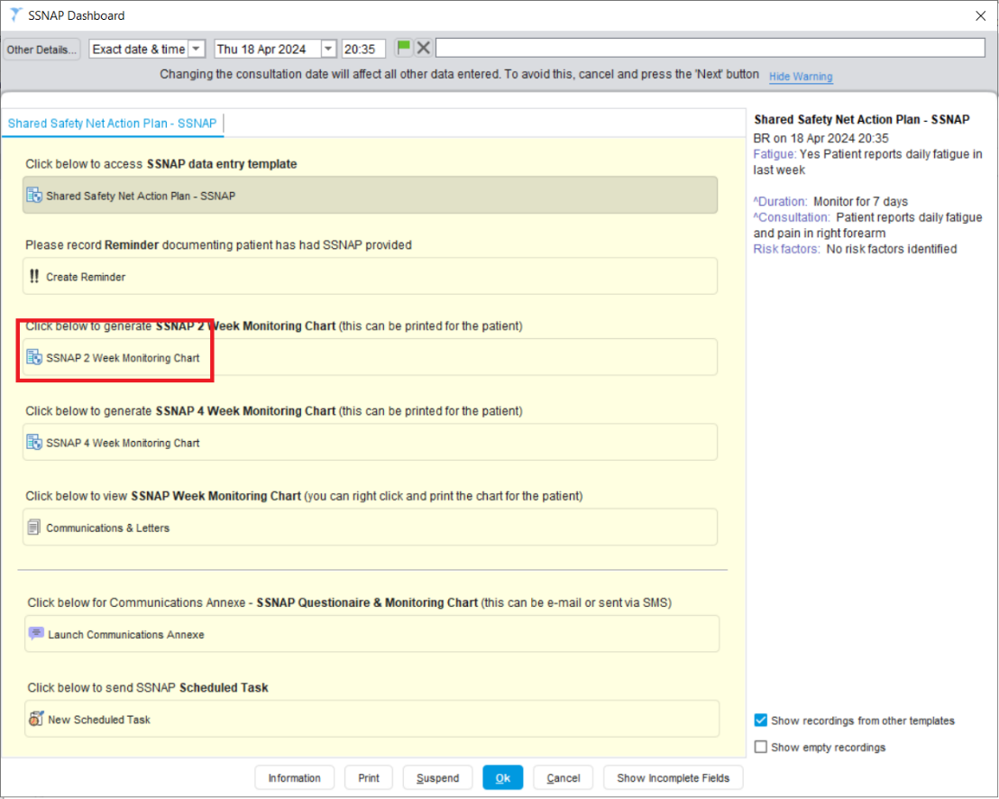 SSNAP Dashboard
Other Details... Exact date & time Thu 18 Apr 2024 20:35
Changing the consultation date will affect all other data entered. To avoid this, cancel and press the 'Next' button Hide Warning
Shared Safety Net Action Plan - SSNAP
Click below to access SSNAP data entry template
Shared Safety Net Action Plan - SSNAP
Please record Reminder documenting patient has had SSNAP provided
Create Reminder
Click below to generate SSNAP 2 Week Monitoring Chart (this can be printed for the patient)
SSNAP 2 Week Monitoring Chart
Click below to generate SSNAP 4 Week Monitoring Chart (this can be printed for the patient)
SSNAP 4 Week Monitoring Chart
Click below to view SSNAP Week Monitoring Chart (you can right click and print the chart for the patient)
Communications & Letters
Click below for Communications Annexe - SSNAP Questionaire & Monitoring Chart (this can be e-mail or sent via SMS)
Launch Communications Annexe
Click below to send SSNAP Scheduled Task
New Scheduled Task
Shared Safety Net Action Plan - SSNAP
BR on 18 Apr 2024 20:35
Fatigue: Yes Patient reports daily fatigue in
last week
^Duration: Monitor for 7 days
^Consultation: Patient reports daily fatigue
and pain in right forearm
Risk factors: No risk factors identified
Show recordings from other templates
Show empty recordings
Information Print Suspend Ok Cancel Show Incomplete Fields